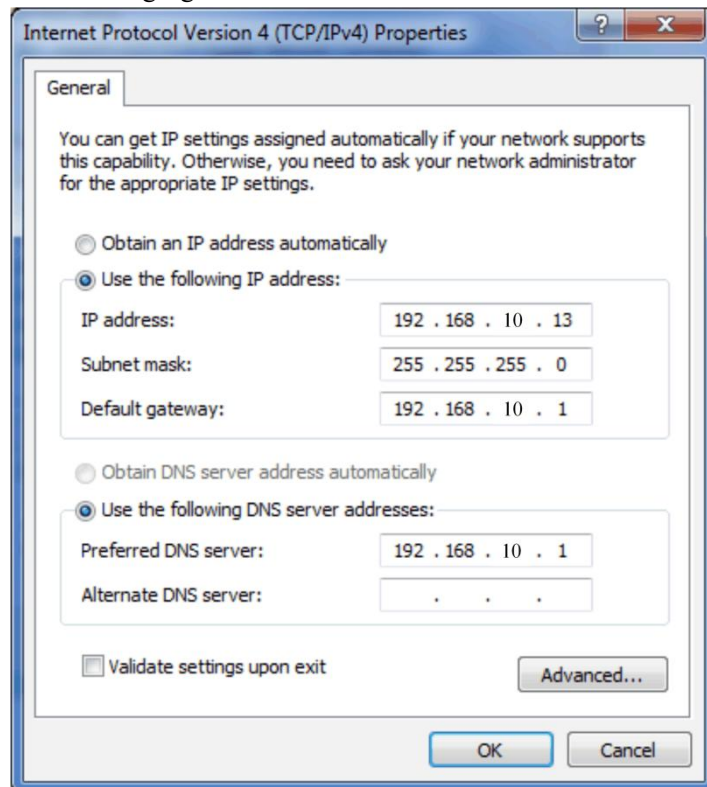 Internet Protocol Version 4 (TCP/IPv4) Properties
General
You can get IP settings assigned automatically if your network supports
this capability. Otherwise, you need to ask your network administrator
for the appropriate IP settings.
Obtain an IP address automatically
Use the following IP address:
IP address: 192 . 168 . 10 . 13
Subnet mask: 255 . 255 . 255 . 0
Default gateway: 192 . 168 . 10 . 1
Obtain DNS server address automatically
Use the following DNS server addresses:
Preferred DNS server: 192 . 168 . 10 . 1
Alternate DNS server: . . .
Validate settings upon exit
Advanced...
OK Cancel